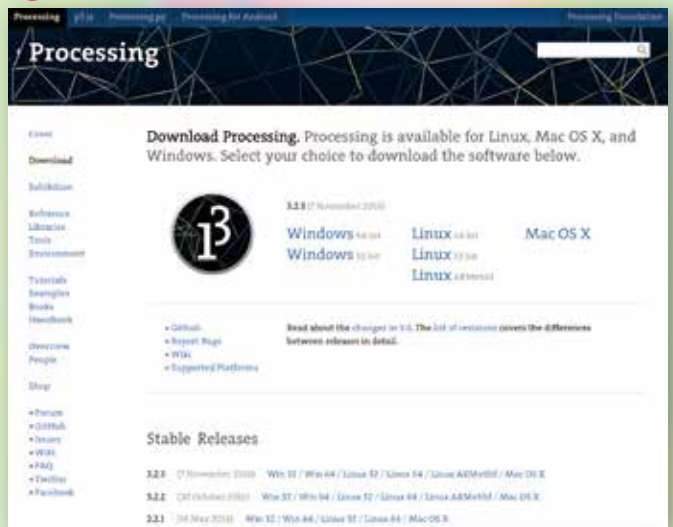 Processing p5.js Processing.py Processing for Android Processing Foundation
Processing
Cover
Download
Exhibition
Reference
Libraries
Tools
Environment
Tutorials
Examples
Books
Handbook
Overview
People
Shop
» Forum
» GitHub
» Issues
» Wiki
» FAQ
» Twitter
» Facebook
Download Processing. Processing is available for Linux, Mac OS X, and
Windows. Select your choice to download the software below.
3
3.2.3 (7 November 2016)
Windows 64-bit Linux 64-bit Mac OS X
Windows 32-bit Linux 32-bit
Linux ARMv6hf
» Github
» Report Bugs
» Wiki
» Supported Platforms
Read about the changes in 3.0. The list of revisions covers the differences
between releases in detail.
Stable Releases
3.2.3 (7 November 2016) Win 32 / Win 64 / Linux 32 / Linux 64 / Linux ARMv6hf / Mac OS X
3.2.2 Win 32 / Win 64 / Linux 32 / Linux 64 / Linux ARMv6hf / Mac OS X
Win 32 / Win 64 / Linux 32 / Linux 64 / Mac OS X